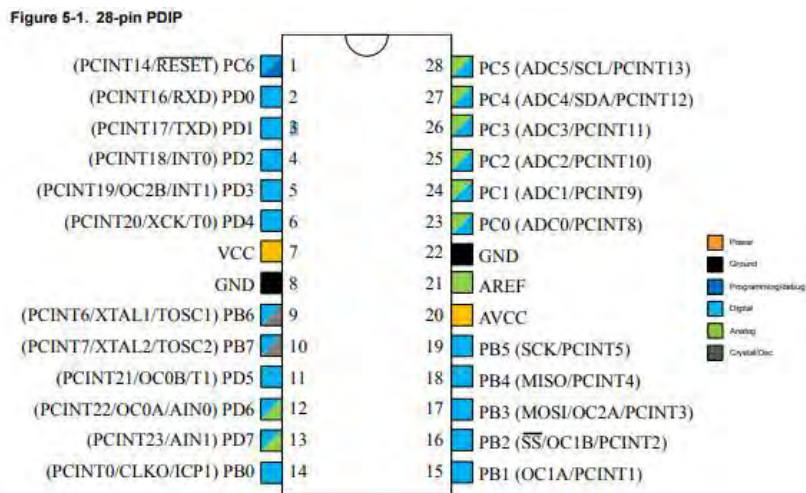 Figure 5-1. 28-pin PDIP
(PCINT14/RESET) PC6 1 28 PC5 (ADC5/SCL/PCINT13)
(PCINT16/RXD) PD0 2 27 PC4 (ADC4/SDA/PCINT12)
(PCINT17/TXD) PD1 3 26 PC3 (ADC3/PCINT11)
(PCINT18/INT0) PD2 4 25 PC2 (ADC2/PCINT10)
(PCINT19/OC2B/INT1) PD3 5 24 PC1 (ADC1/PCINT9)
(PCINT20/XCK/T0) PD4 6 23 PC0 (ADC0/PCINT8)
VCC 7 22 GND
GND 8 21 AREF
(PCINT6/XTAL1/TOSC1) PB6 9 20 AVCC
(PCINT7/XTAL2/TOSC2) PB7 10 19 PB5 (SCK/PCINT5)
(PCINT21/OC0B/T1) PD5 11 18 PB4 (MISO/PCINT4)
(PCINT22/OC0A/AIN0) PD6 12 17 PB3 (MOSI/OC2A/PCINT3)
(PCINT23/AIN1) PD7 13 16 PB2 (SS/OC1B/PCINT2)
(PCINT0/CLKO/ICP1) PB0 14 15 PB1 (OC1A/PCINT1)
Power
Ground
Programming/debug
Digital
Analog
Crystal/Osc